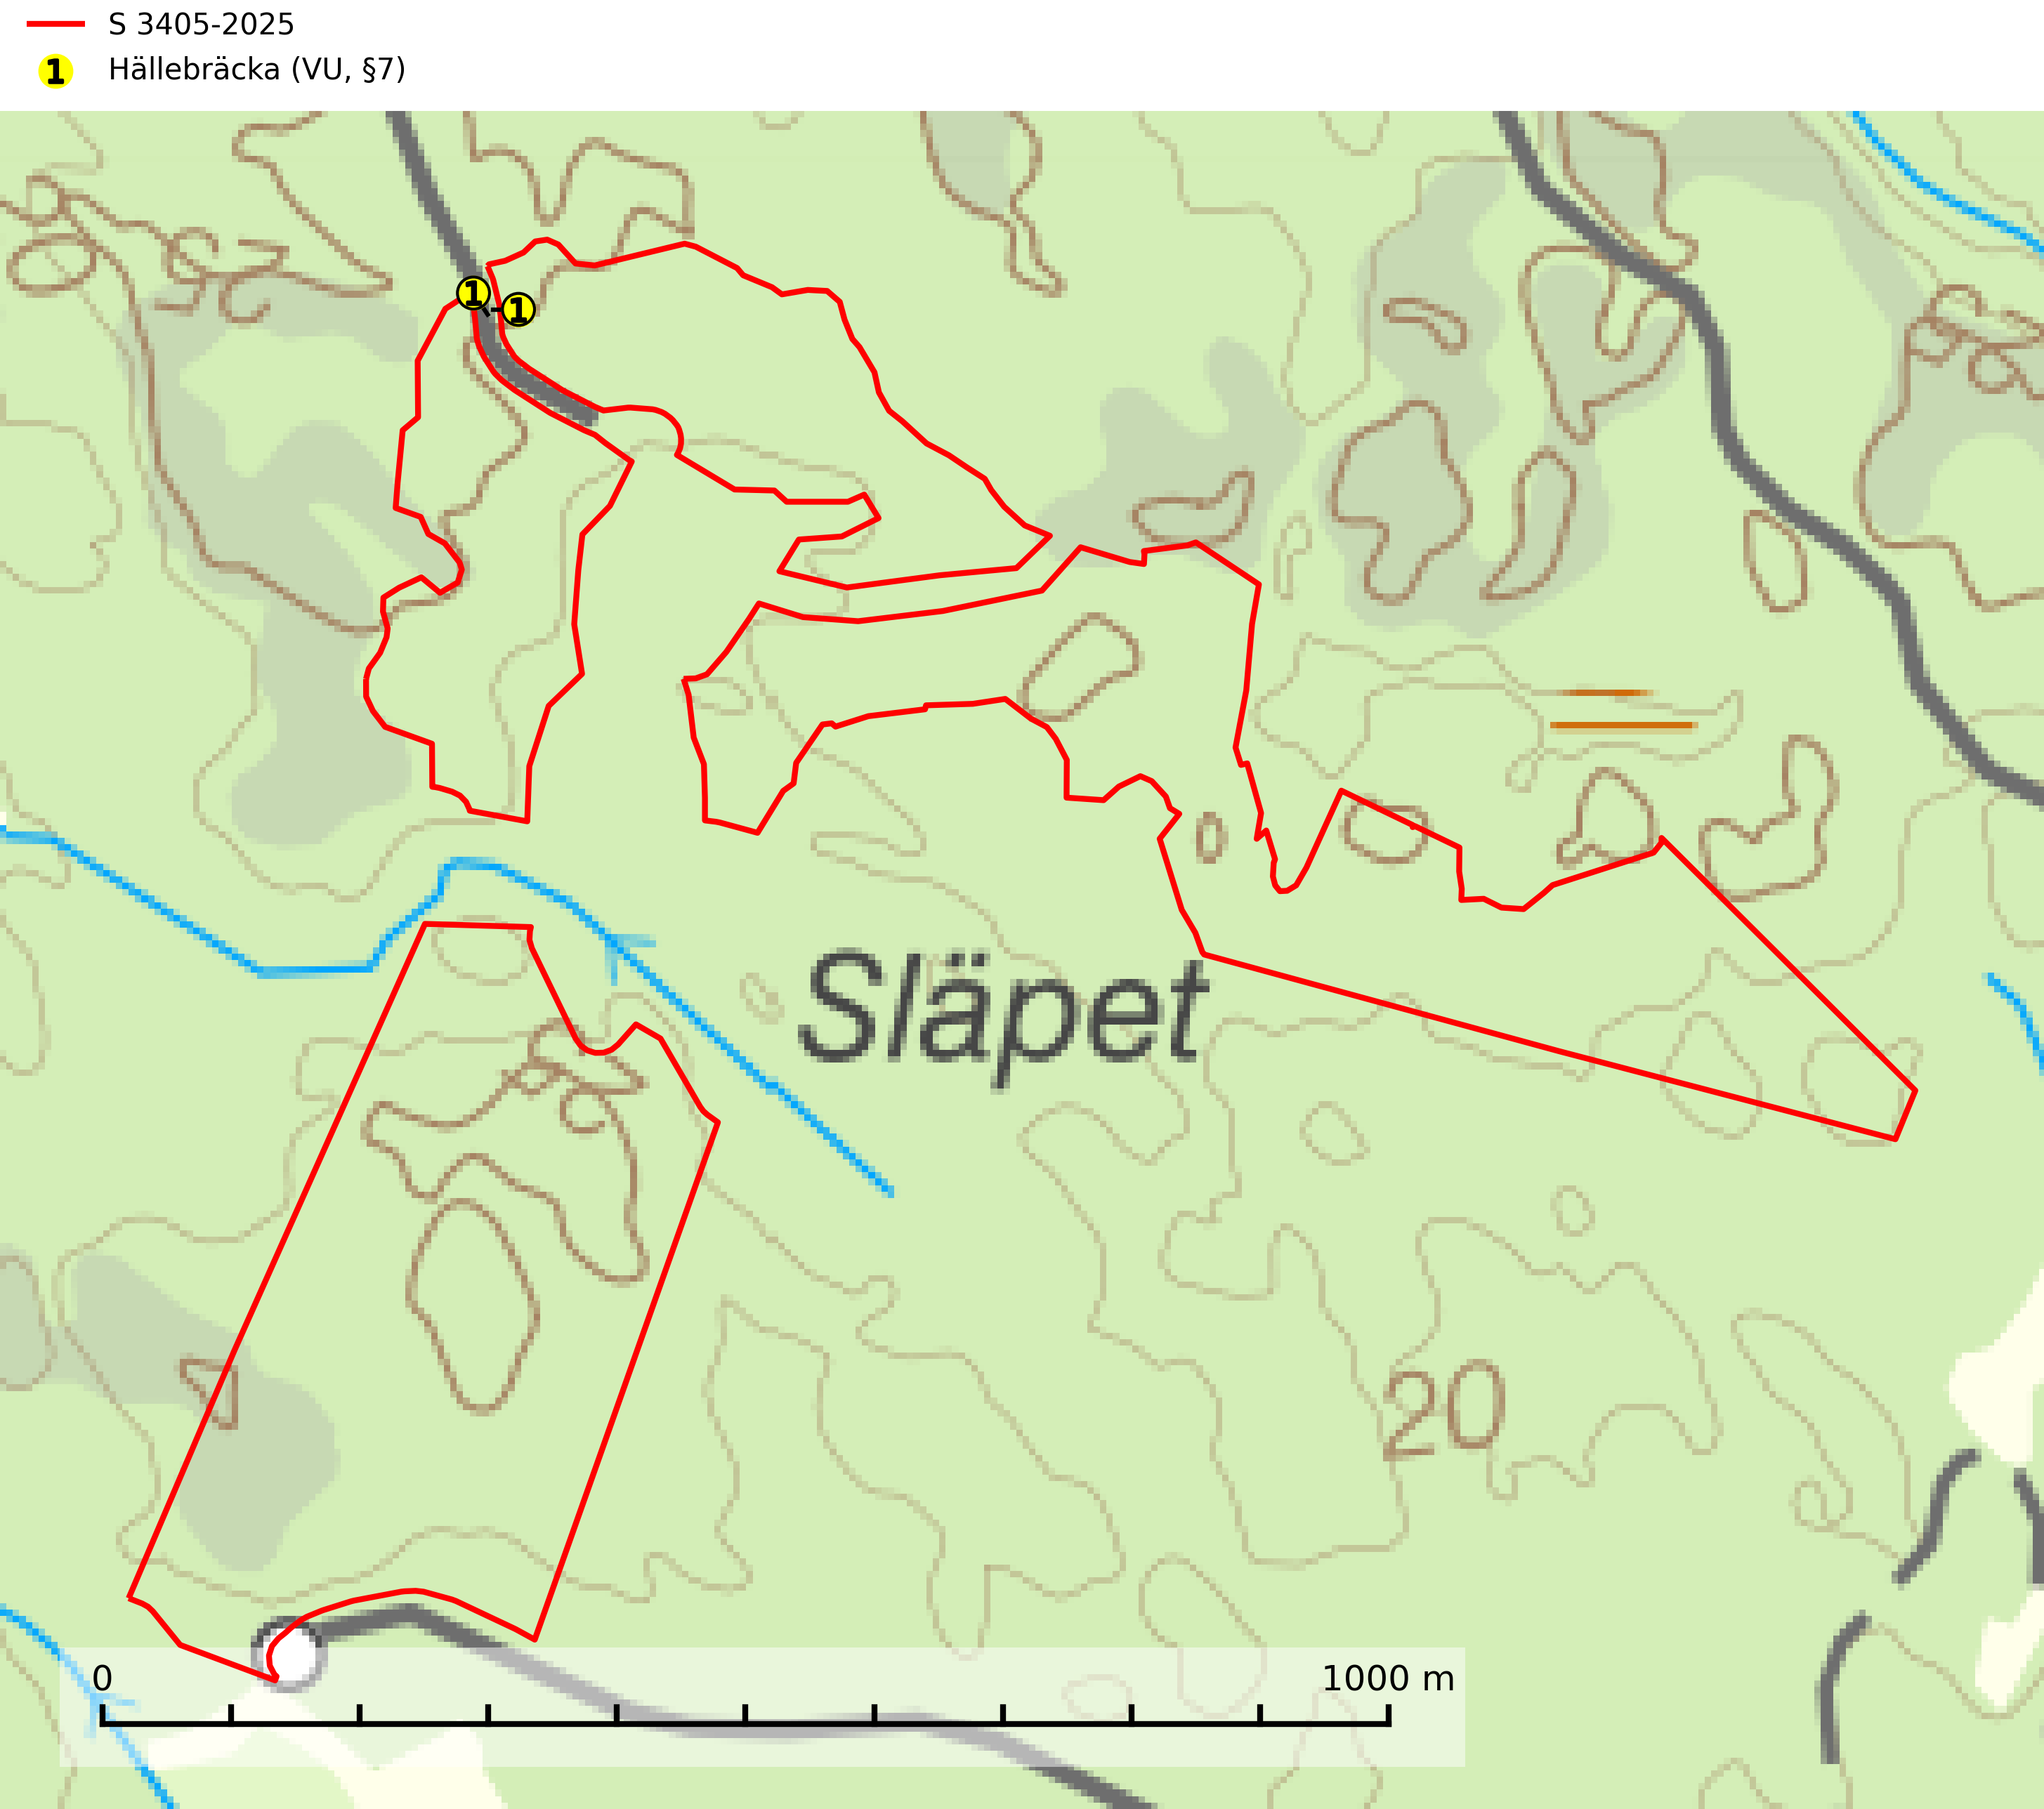 S 3405-2025
1 Hällebräcka (VU, §7)
1
1
Släpet
20
0 1000 m